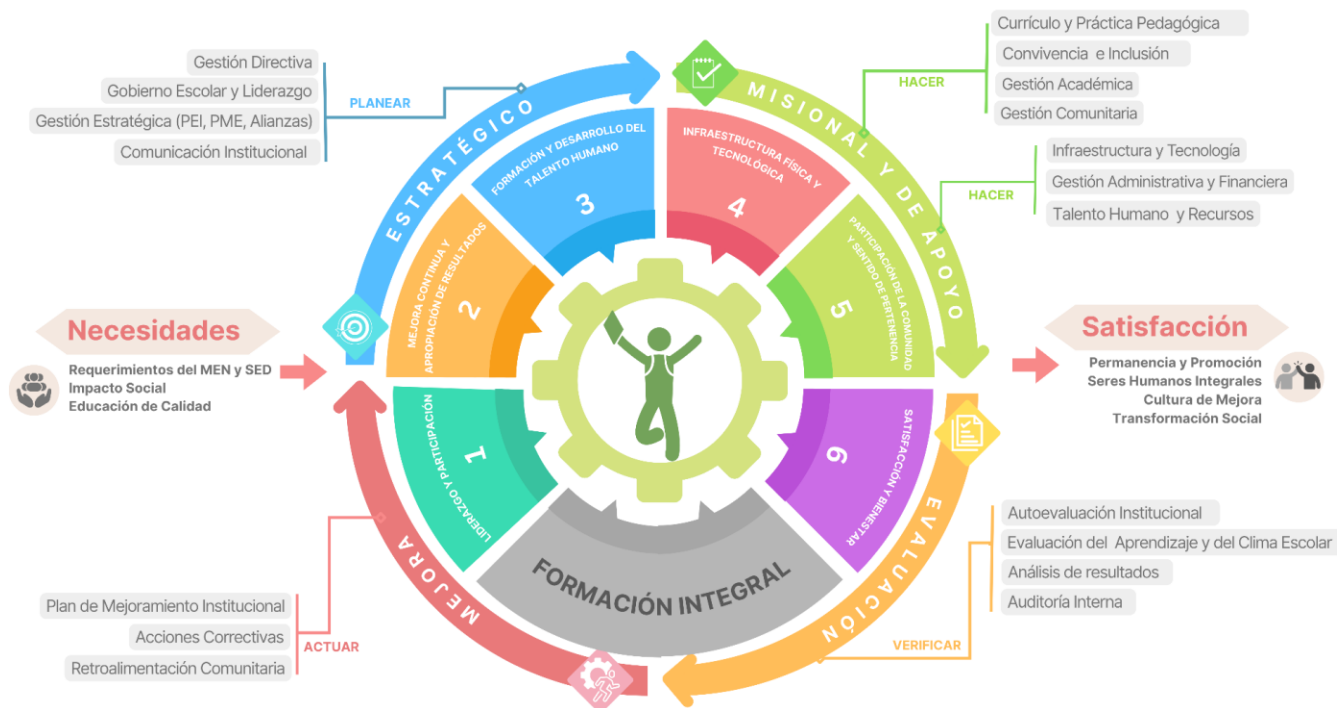 Gestión Directiva
Gobierno Escolar y Liderazgo
Gestión Estratégica (PEI, PME, Alianzas)
Comunicación Institucional
PLANEAR
ESTRATÉGICO
MISIONAL Y DE APOYO
Currículo y Práctica Pedagógica
Convivencia e Inclusión
Gestión Académica
Gestión Comunitaria
HACER
Infraestructura y Tecnología
Gestión Administrativa y Financiera
Talento Humano y Recursos
HACER
FORMACIÓN Y DESARROLLO DEL
TALENTO HUMANO
3
INFRAESTRUCTURA FÍSICA Y
TECNOLÓGICA
4
MEJORA CONTINUA Y
APROPIACIÓN DE RESULTADOS
2
PARTICIPACIÓN DE LA COMUNIDAD
Y SENTIDO DE PERTENENCIA
5
Necesidades
Requerimientos del MEN y SED
Impacto Social
Educación de Calidad
Satisfacción
Permanencia y Promoción
Seres Humanos Integrales
Cultura de Mejora
Transformación Social
LIDERAZGO Y PARTICIPACIÓN
1
SATISFACCIÓN Y BIENESTAR
6
FORMACIÓN INTEGRAL
MEJORA
EVALUACIÓN
Autoevaluación Institucional
Evaluación del Aprendizaje y del Clima Escolar
Análisis de resultados
Auditoría Interna
VERIFICAR
Plan de Mejoramiento Institucional
Acciones Correctivas
Retroalimentación Comunitaria
ACTUAR